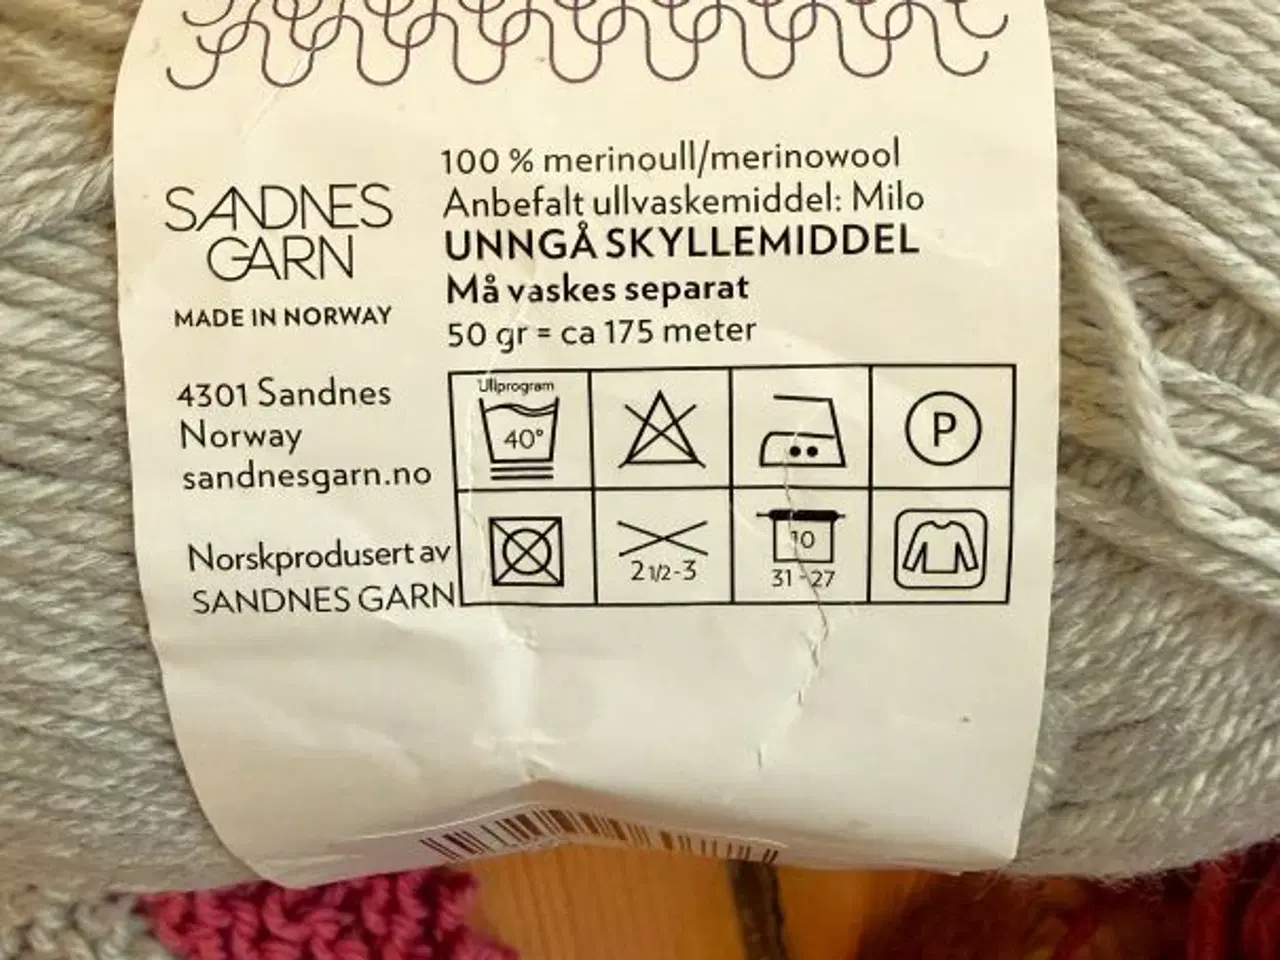 SANDNES
GARN
MADE IN NORWAY
4301 Sandnes
Norway
sandnesgarn.no
Norskprodusert av
SANDNES GARN
100 % merinoull/merinowool
Anbefalt ullvaskemiddel: Milo
UNNGÅ SKYLLEMIDDEL
Må vaskes separat
50 gr = ca 175 meter
Ullprogram
40°
P
2 1/2-3
10
31 - 27